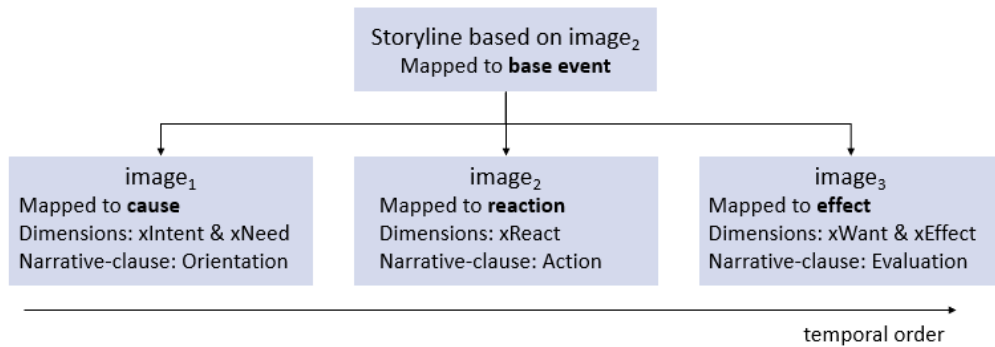 Storyline based on image₂
Mapped to base event
image₁
Mapped to cause
Dimensions: xIntent & xNeed
Narrative-clause: Orientation
image₂
Mapped to reaction
Dimensions: xReact
Narrative-clause: Action
image₃
Mapped to effect
Dimensions: xWant & xEffect
Narrative-clause: Evaluation
temporal order